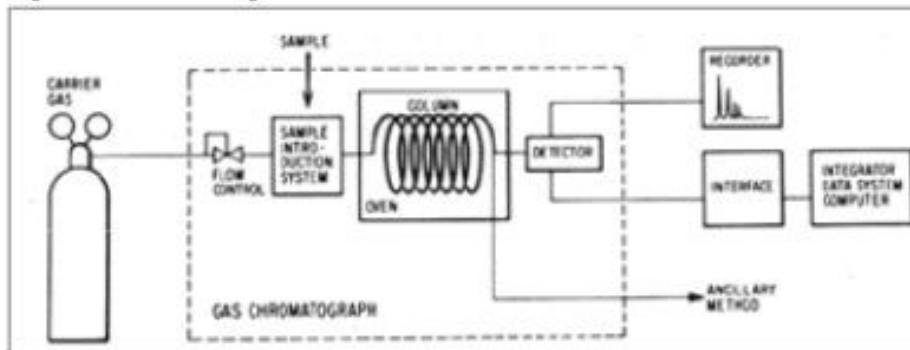 SAMPLE
CARRIER
GAS
FLOW
CONTROL
SAMPLE
INTRO-
DUCTION
SYSTEM
COLUMN
OVEN
DETECTOR
RECORDER
INTERFACE
INTEGRATOR
DATA SYSTEM
COMPUTER
ANCILLARY
METHOD
GAS CHROMATOGRAPH